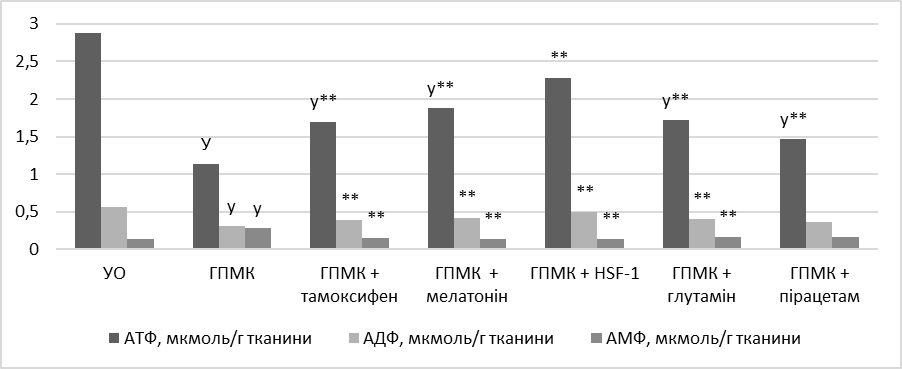 3
2,5
2
1,5
1
0,5
0
У
у у
у**
** **
у**
** **
**
** **
у**
** **
у**
УО
ГПМК
ГПМК +
тамоксифен
ГПМК +
мелатонін
ГПМК + HSF-1
ГПМК +
глутамін
ГПМК +
пірацетам
АТФ, мкмоль/г тканини АДФ, мкмоль/г тканини АМФ, мкмоль/г тканини